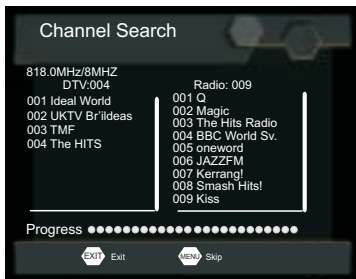 Channel Search
818.0MHz/8MHZ
DTV:004
001 Ideal World
002 UKTV Br'ildeas
003 TMF
004 The HITS
Radio: 009
001 Q
002 Magic
003 The Hits Radio
004 BBC World Sv.
005 oneword
006 JAZZFM
007 Kerrang!
008 Smash Hits!
009 Kiss
Progress
EXIT Exit
MENU Skip